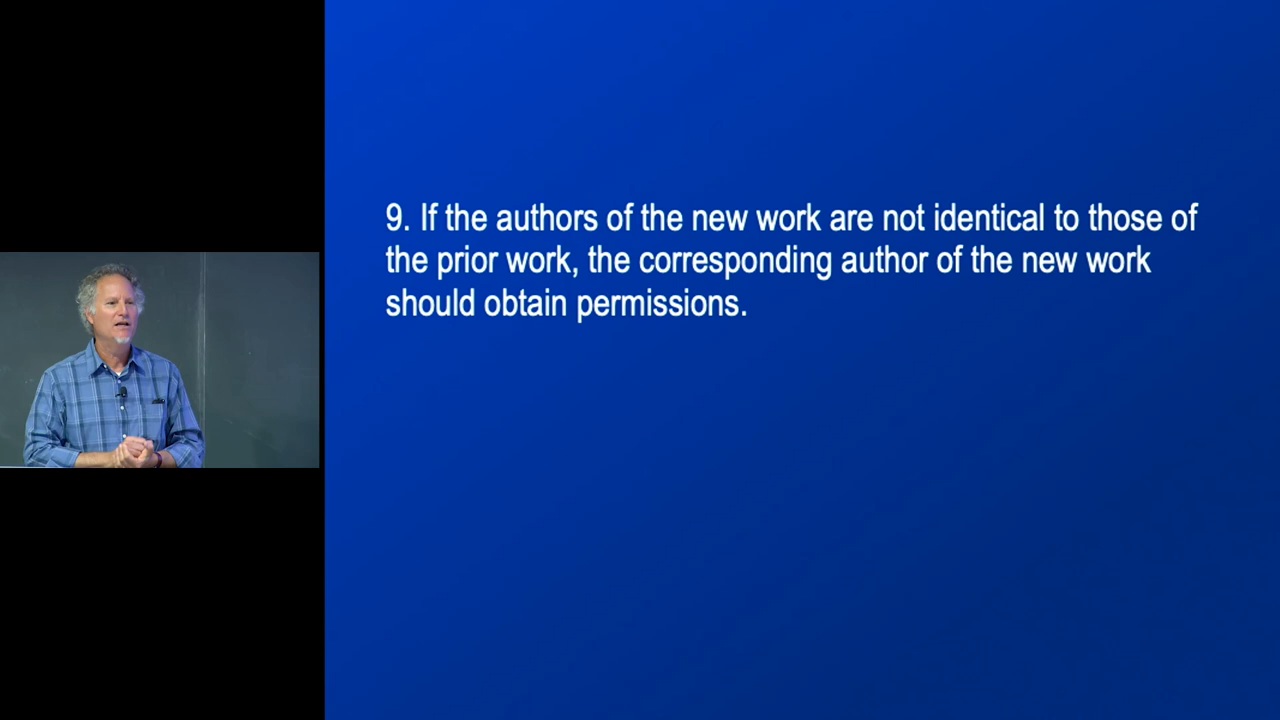 9. If the authors of the new work are not identical to those of
the prior work, the corresponding author of the new work
should obtain permissions.